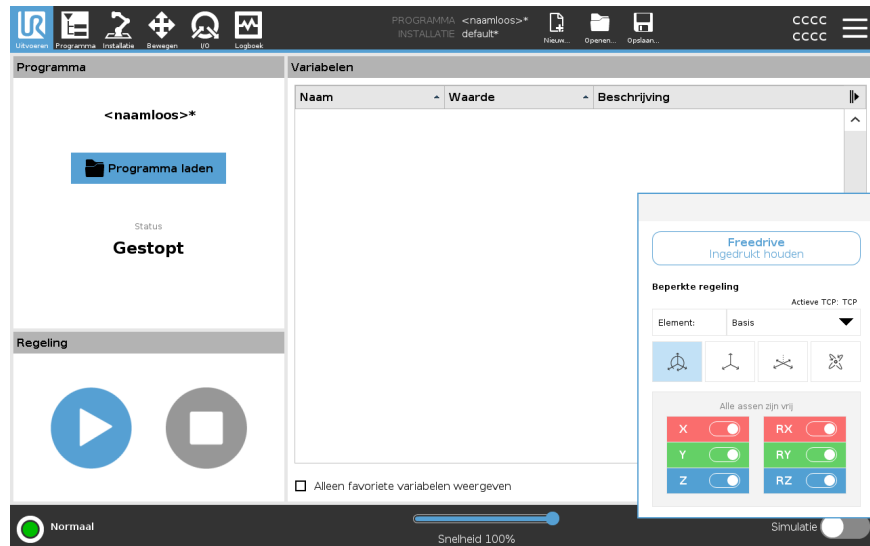 UR
PROGRAMMA <naamloos>*
INSTALLATIE default*
cccc
cccc
Uitvoeren Programma Installatie Bewegen I/O Logboek
Nieuw... Openen... Opslaan...
Programma
<naamloos>*
Programma laden
Status
Gestopt
Regeling
Variabelen
Naam Waarde Beschrijving
Alleen favoriete variabelen weergeven
Freedrive
Ingedrukt houden
Beperkte regeling
Actieve TCP: TCP
Element: Basis
Alle assen zijn vrij
X RX
Y RY
Z RZ
Normaal
Snelheid 100%
Simulatie